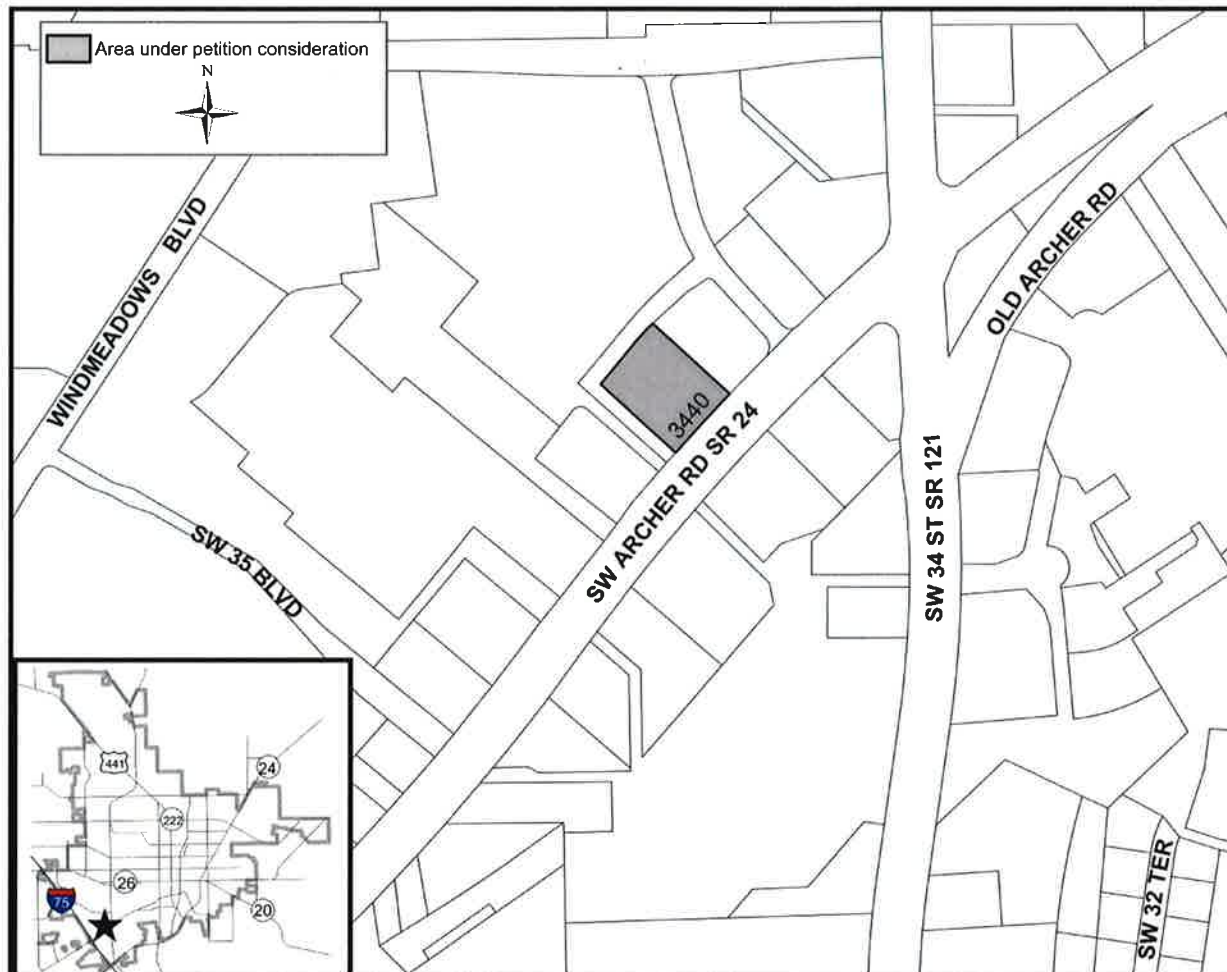 Area under petition consideration
N
WINDMEADOWS BLVD
OLD ARCHER RD
3440
SW ARCHER RD SR 24
SW 34 ST SR 121
SW 35 BLVD
SW 32 TER
441
24
222
26
75
20